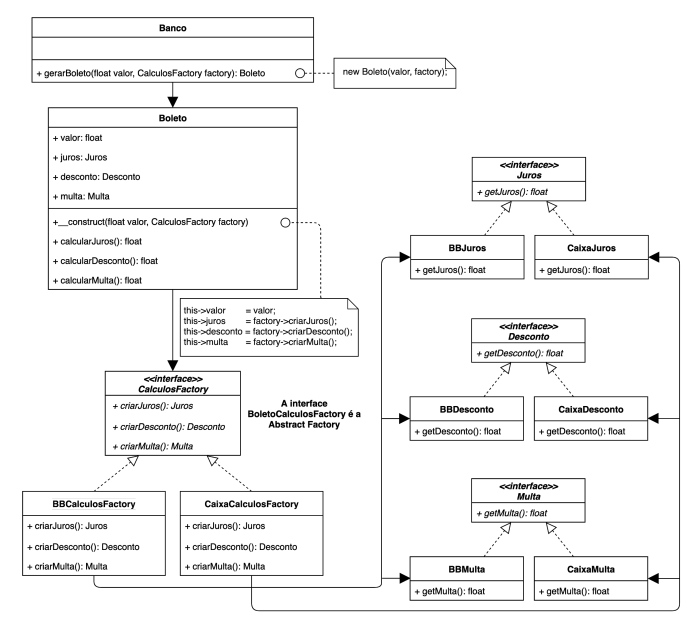 Banco
+ gerarBoleto(float valor, CalculosFactory factory): Boleto
new Boleto(valor, factory);
Boleto
+ valor: float
+ juros: Juros
+ desconto: Desconto
+ multa: Multa
+__construct(float valor, CalculosFactory factory)
+ calcularJuros(): float
+ calcularDesconto(): float
+ calcularMulta(): float
this->valor = valor;
this->juros = factory->criarJuros();
this->desconto = factory->criarDesconto();
this->multa = factory->criarMulta();
<<interface>>
CalculosFactory
+ criarJuros(): Juros
+ criarDesconto(): Desconto
+ criarMulta(): Multa
A interface
BoletoCalculosFactory é a
Abstract Factory
BBCalculosFactory
+ criarJuros(): Juros
+ criarDesconto(): Desconto
+ criarMulta(): Multa
CaixaCalculosFactory
+ criarJuros(): Juros
+ criarDesconto(): Desconto
+ criarMulta(): Multa
<<interface>>
Juros
+ getJuros(): float
BBJuros
+ getJuros(): float
CaixaJuros
+ getJuros(): float
<<interface>>
Desconto
+ getDesconto(): float
BBDesconto
+ getDesconto(): float
CaixaDesconto
+ getDesconto(): float
<<interface>>
Multa
+ getMulta(): float
BBMulta
+ getMulta(): float
CaixaMulta
+ getMulta(): float